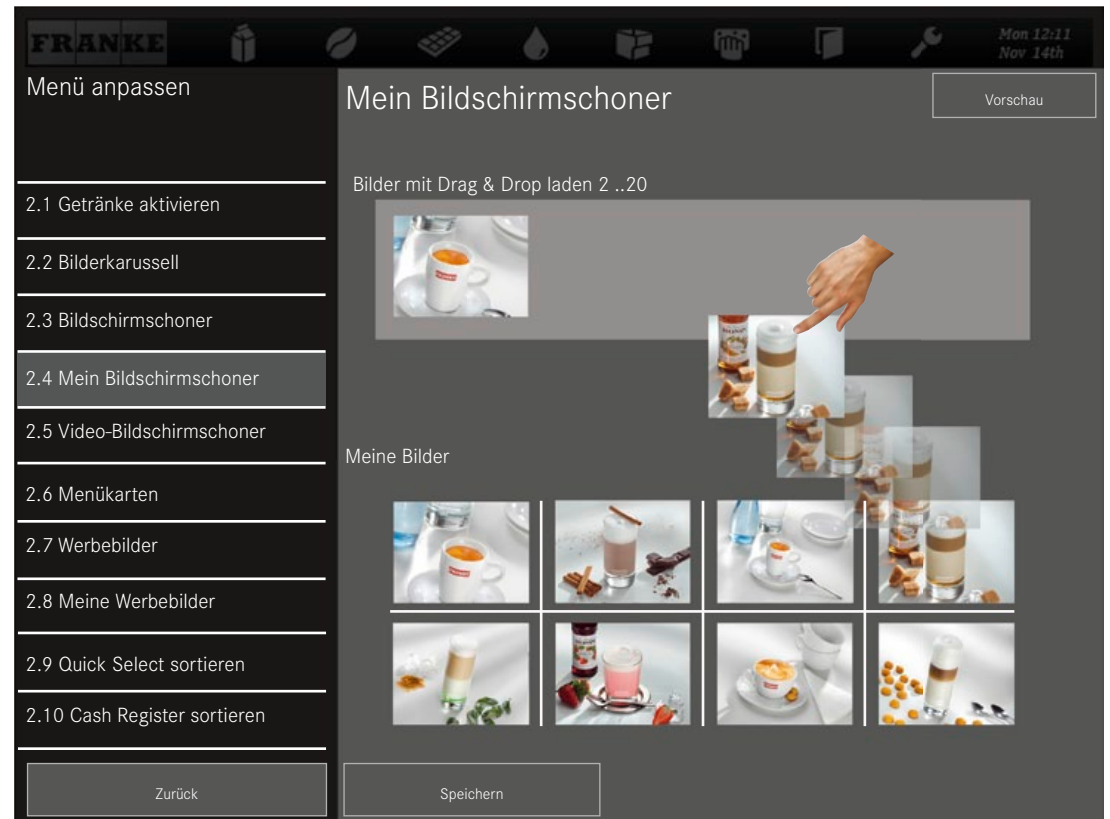 FRANKE
Mon 12:11
Nov 14th
Menü anpassen
2.1 Getränke aktivieren
2.2 Bilderkarussell
2.3 Bildschirmschoner
2.4 Mein Bildschirmschoner
2.5 Video-Bildschirmschoner
2.6 Menükarten
2.7 Werbebilder
2.8 Meine Werbebilder
2.9 Quick Select sortieren
2.10 Cash Register sortieren
Zurück
Mein Bildschirmschoner
Vorschau
Bilder mit Drag & Drop laden 2 ..20
Meine Bilder
Speichern